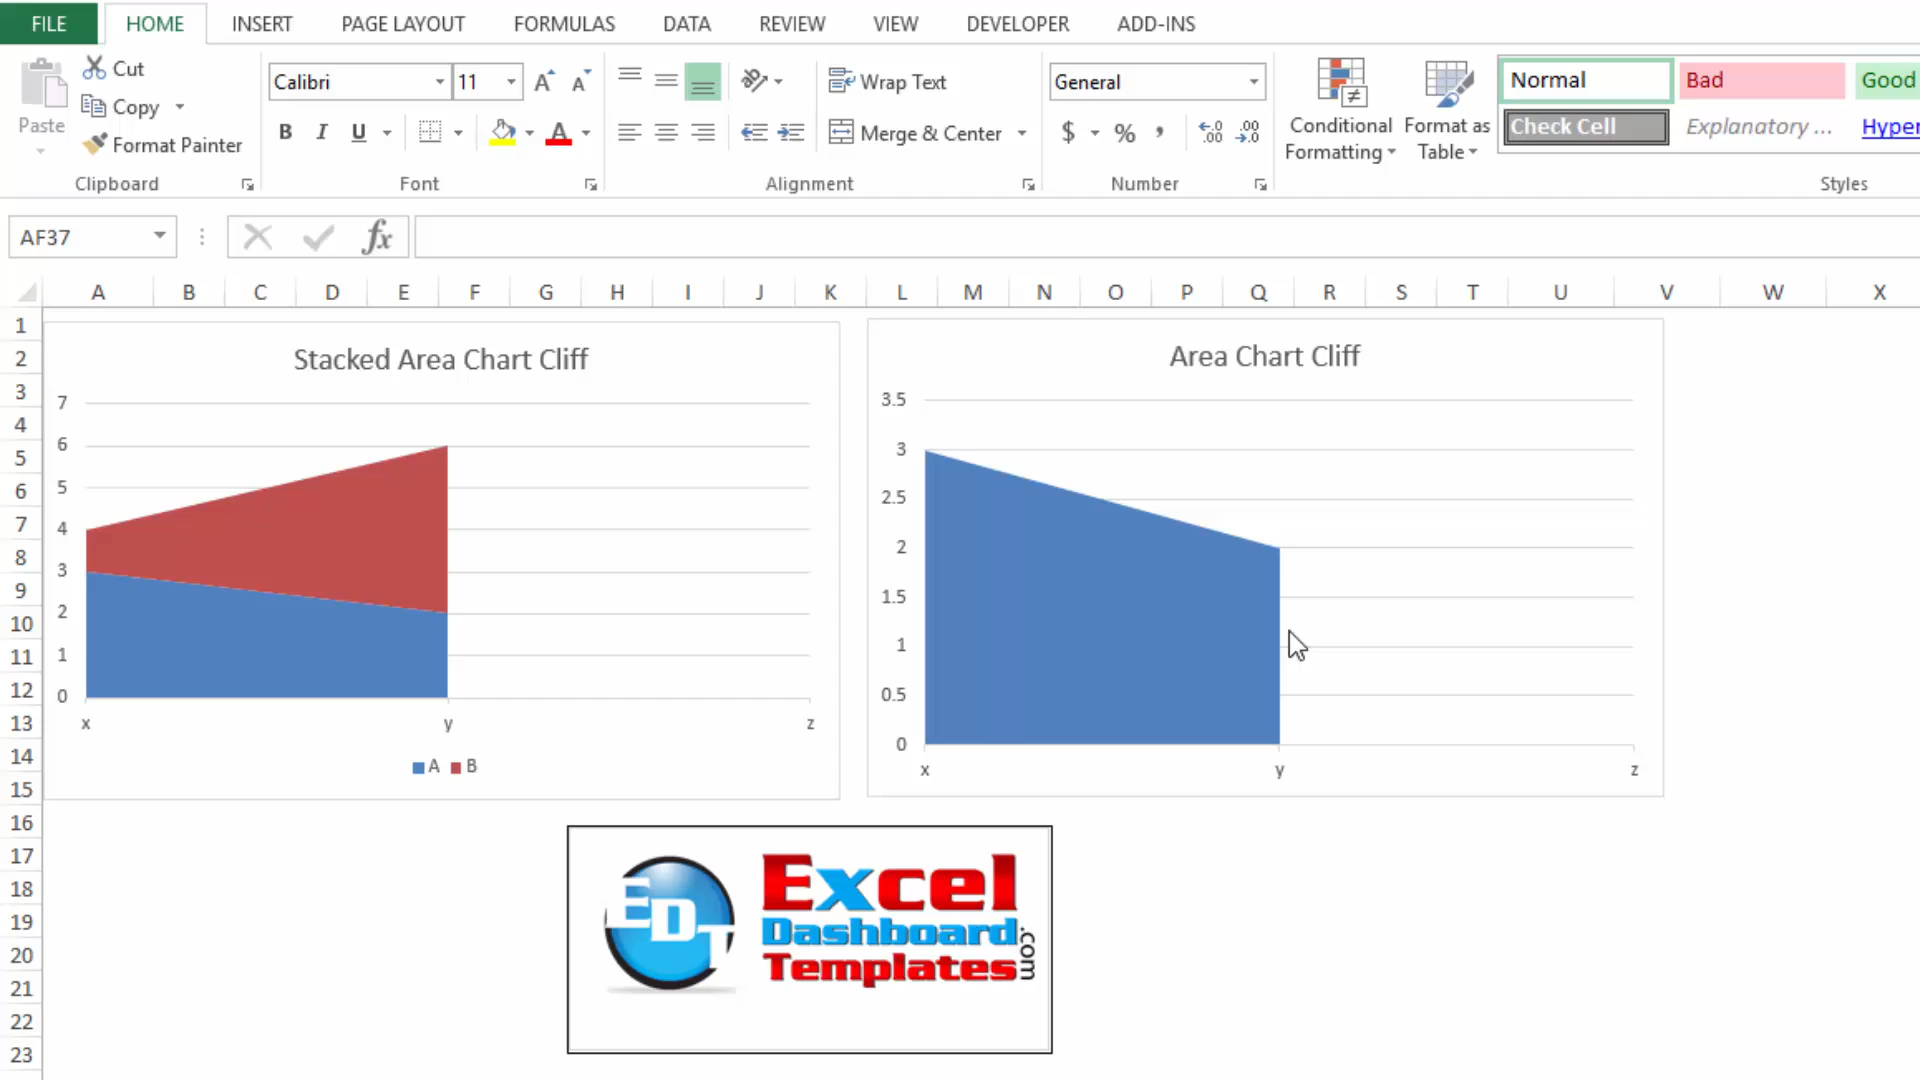 FILE HOME INSERT PAGE LAYOUT FORMULAS DATA REVIEW VIEW DEVELOPER ADD-INS
Paste
Cut
Copy
Format Painter
Clipboard
Calibri 11
B I U
Font
Wrap Text
Merge & Center
Alignment
General
$ % ,
Number
Conditional
Formatting
Format as
Table
Normal Bad Good
Check Cell Explanatory ... Hyper
Styles
AF37
fx
A B C D E F G H I J K L M N O P Q R S T U V W X
1
2
3
4
5
6
7
8
9
10
11
12
13
14
15
16
17
18
19
20
21
22
23
Stacked Area Chart Cliff
7
6
5
4
3
2
1
0
x y z
A B
Area Chart Cliff
3.5
3
2.5
2
1.5
1
0.5
0
x y z
EDT
Excel
Dashboard
Templates
.com